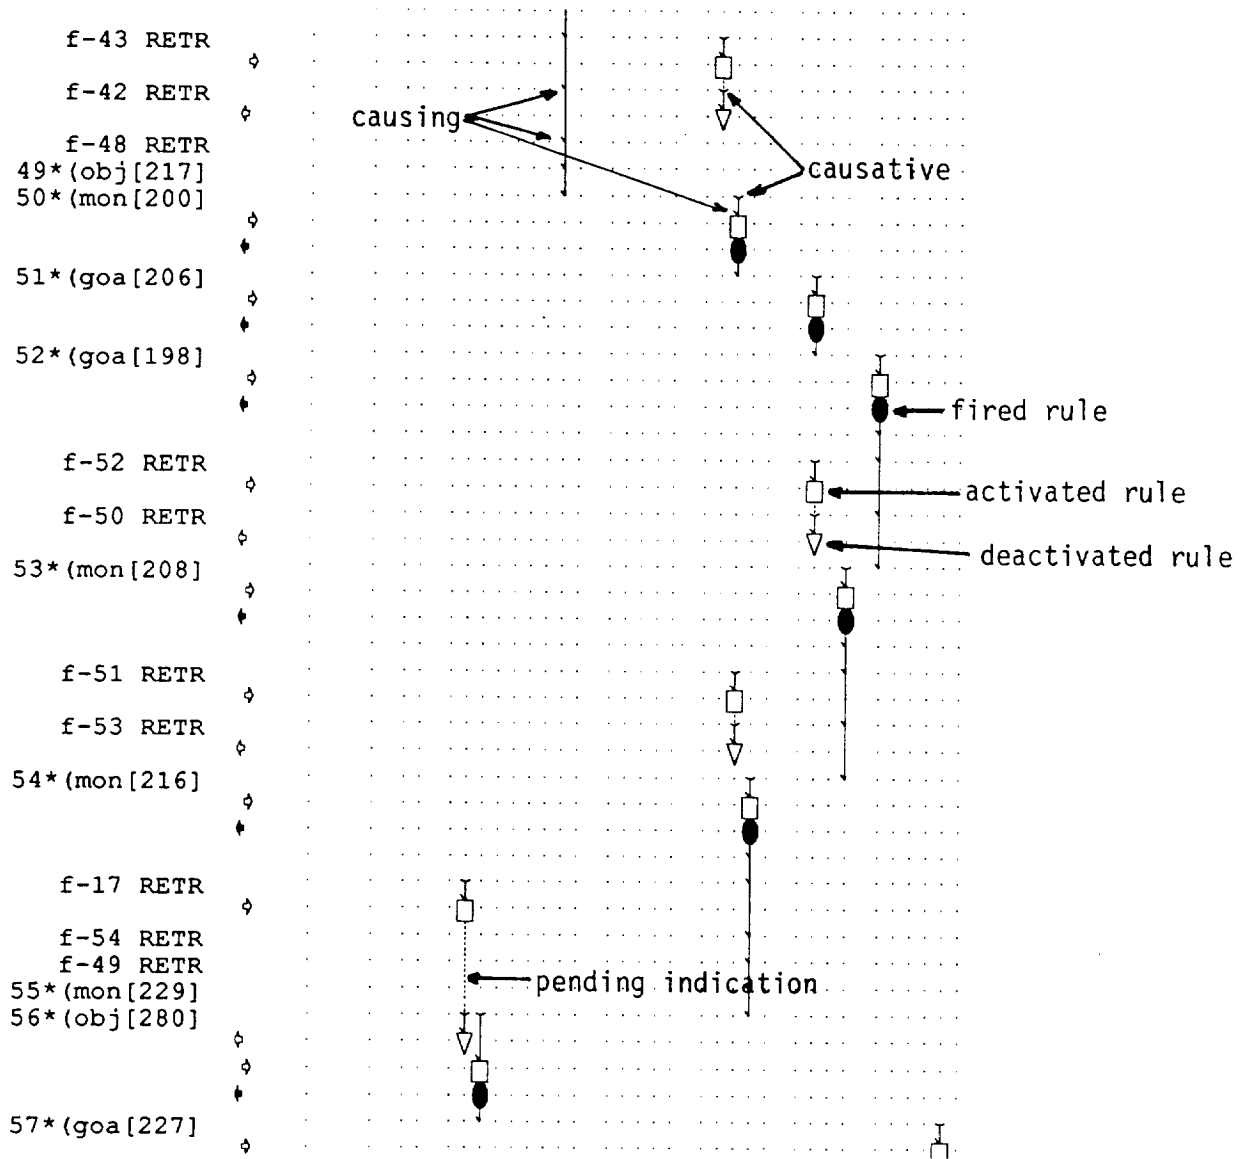 f-43 RETR
f-42 RETR
causing
f-48 RETR
49*(obj[217]
causative
50*(mon[200]
51*(goa[206]
52*(goa[198]
fired rule
f-52 RETR
activated rule
f-50 RETR
deactivated rule
53*(mon[208]
f-51 RETR
f-53 RETR
54*(mon[216]
f-17 RETR
f-54 RETR
f-49 RETR
pending indication
55*(mon[229]
56*(obj[280]
57*(goa[227]